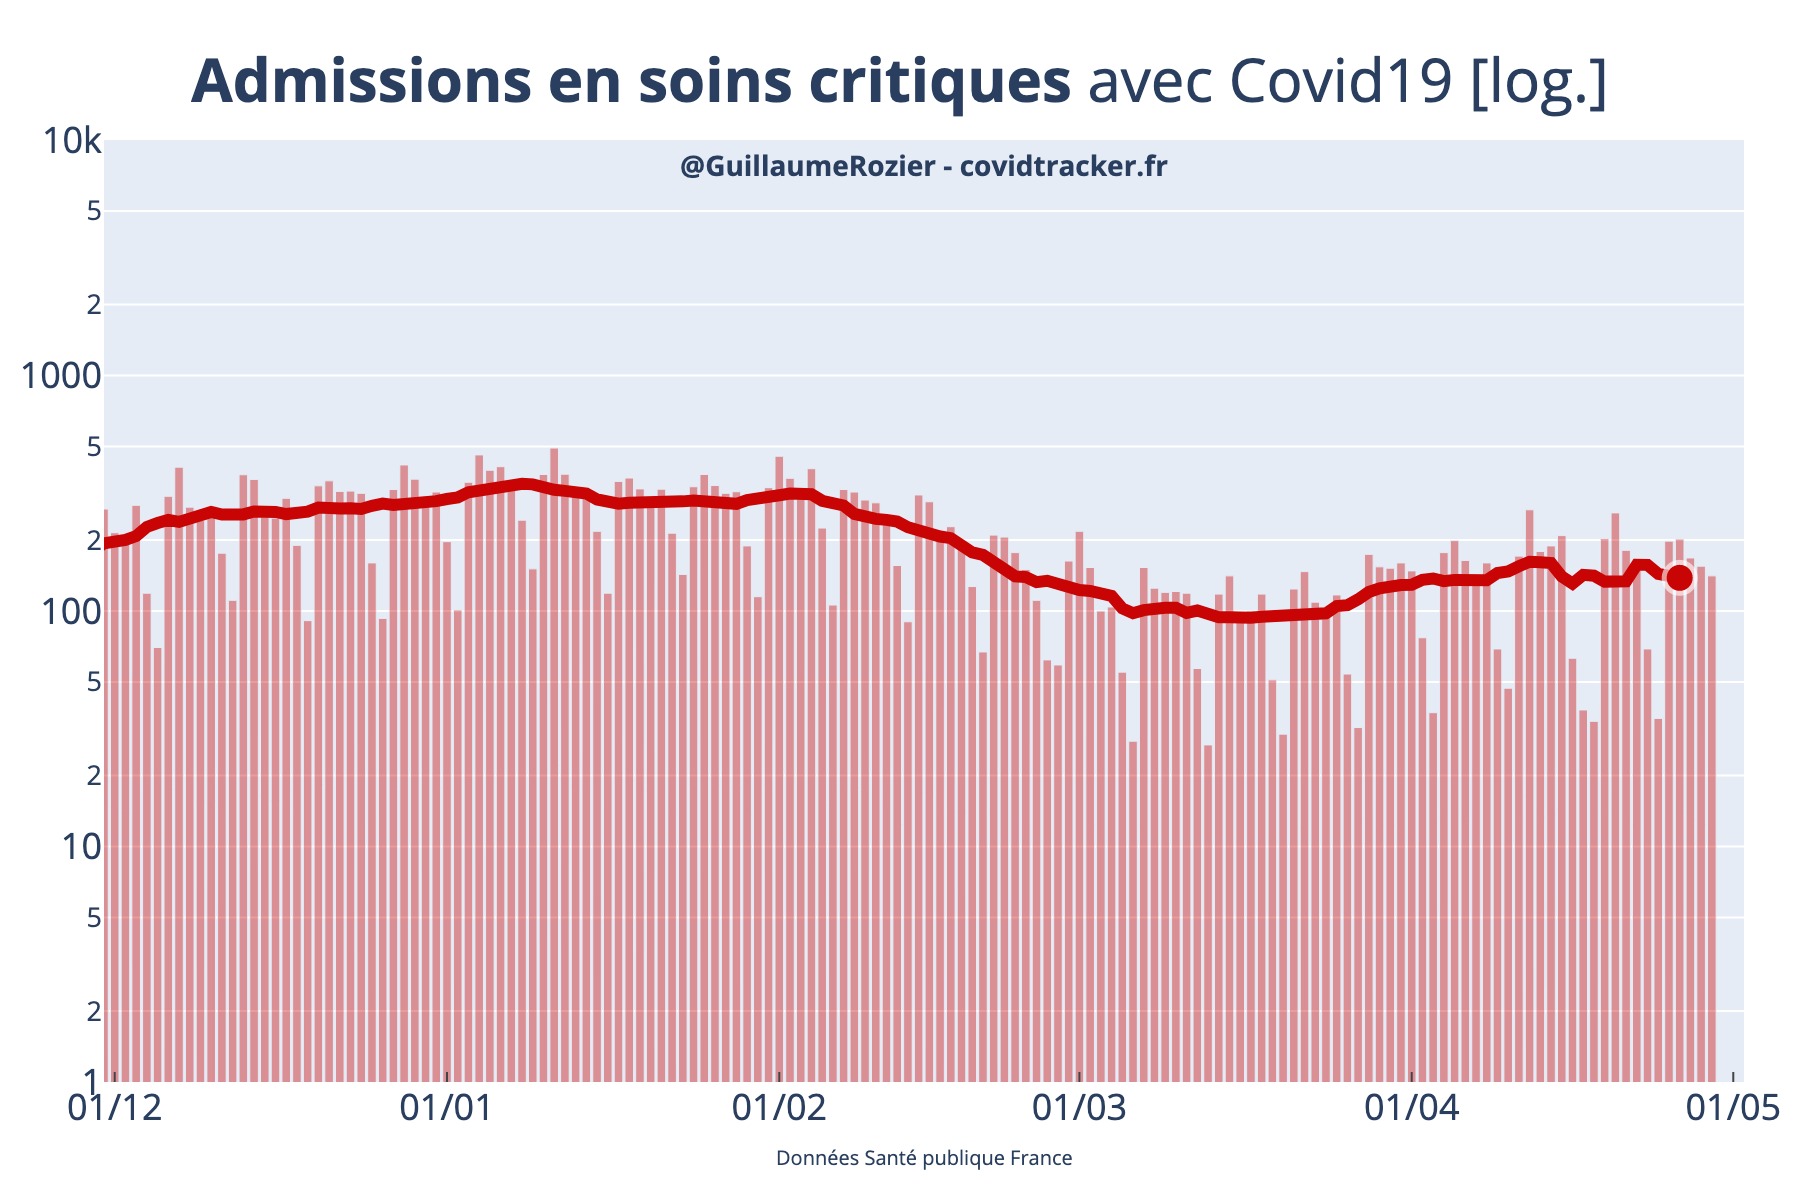 Admissions en soins critiques avec Covid19 [log.]
@GuillaumeRozier - covidtracker.fr
10k
5
2
1000
5
2
100
5
2
10
5
2
1
01/12 01/01 01/02 01/03 01/04 01/05
Données Santé publique France